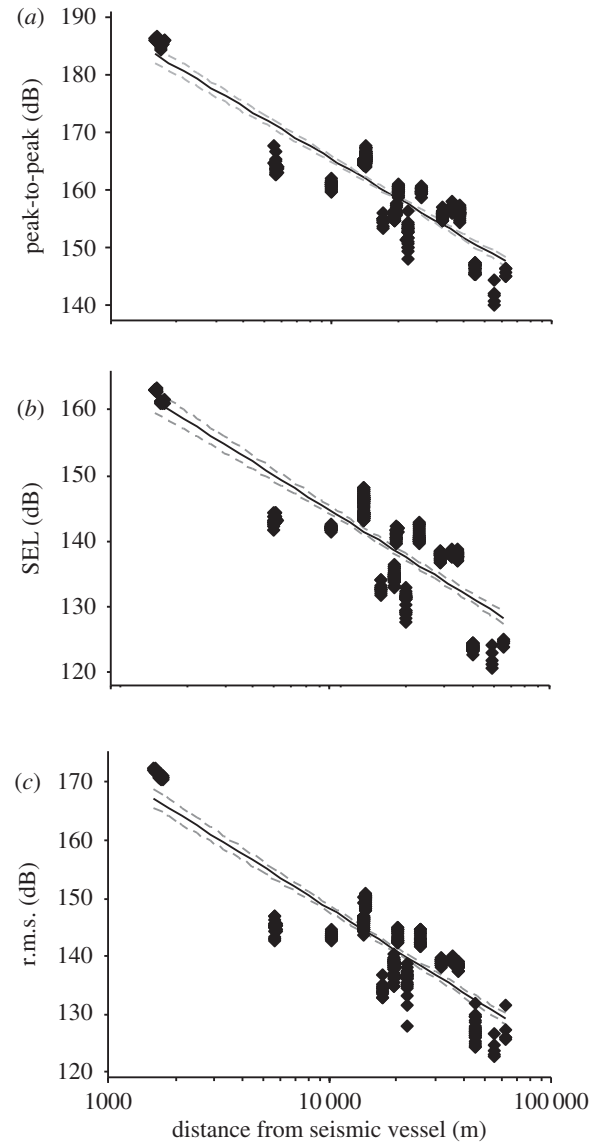 (a)
190
180
170
160
150
140
peak-to-peak (dB)
(b)
160
150
140
130
120
SEL (dB)
(c)
170
160
150
140
130
120
r.m.s. (dB)
1000 10 000 100 000
distance from seismic vessel (m)